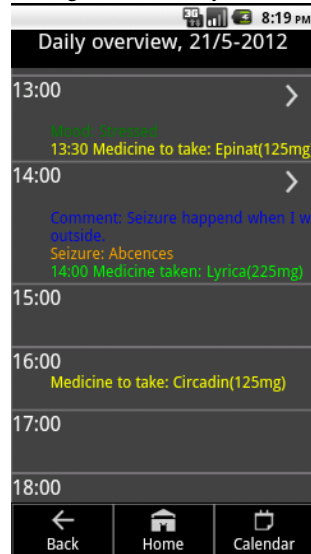 3G
8:19 PM
Daily overview, 21/5-2012
13:00
Mood: Stressed
13:30 Medicine to take: Epinat(125mg
14:00
Comment: Seizure happend when I w
outside.
Seizure: Abcences
14:00 Medicine taken: Lyrica(225mg)
15:00
16:00
Medicine to take: Circadin(125mg)
17:00
18:00
Back Home Calendar